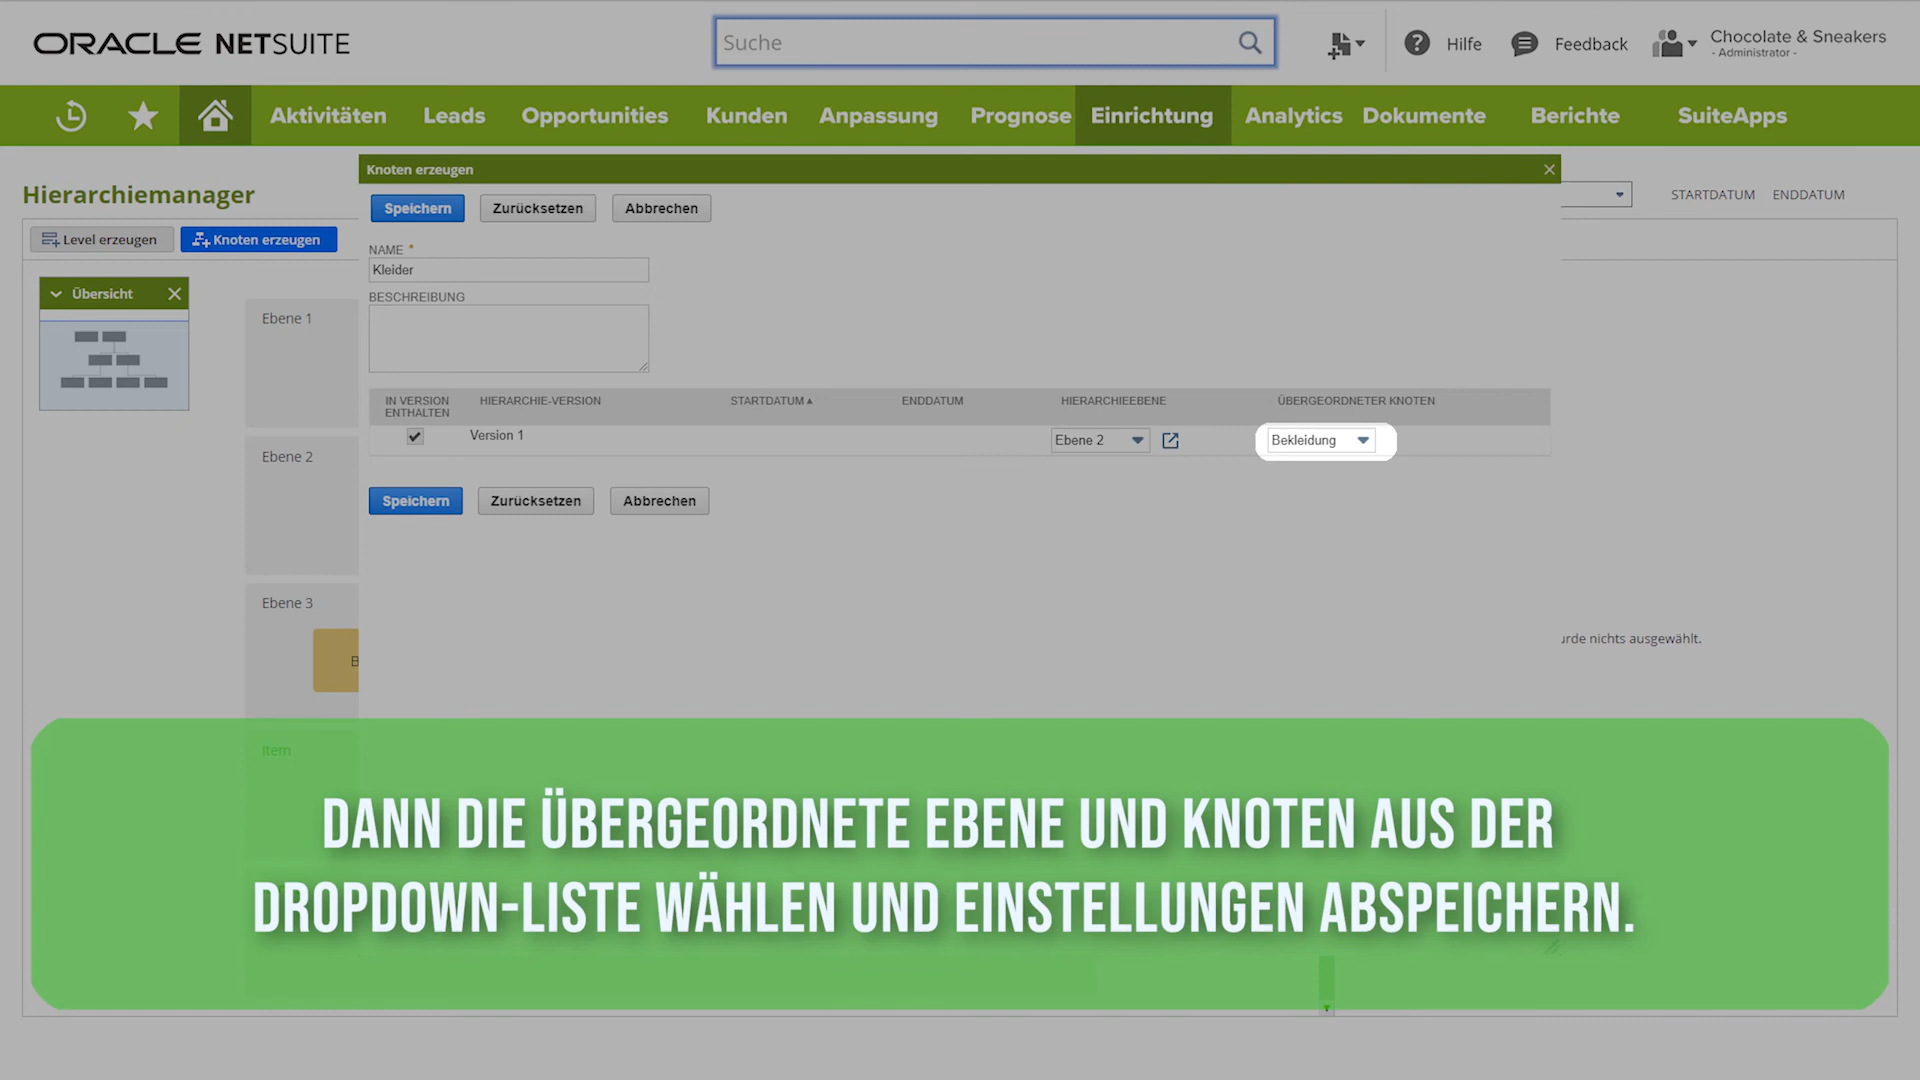 ORACLE NETSUITE
Suche
Hilfe
Feedback
Chocolate & Sneakers
- Administrator -
Aktivitäten
Leads
Opportunities
Kunden
Anpassung
Prognose
Einrichtung
Analytics
Dokumente
Berichte
SuiteApps
Hierarchiemanager
Knoten erzeugen
STARTDATUM
ENDDATUM
Speichern
Zurücksetzen
Abbrechen
Level erzeugen
Knoten erzeugen
NAME *
Kleider
BESCHREIBUNG
Übersicht
Ebene 1
IN VERSION
ENTHALTEN
HIERARCHIE-VERSION
STARTDATUM
ENDDATUM
HIERARCHIEEBENE
ÜBERGEORDNETER KNOTEN
Version 1
Ebene 2
Bekleidung
Ebene 2
Speichern
Zurücksetzen
Abbrechen
Ebene 3
B
rde nichts ausgewählt.
Item
DANN DIE ÜBERGEORDNETE EBENE UND KNOTEN AUS DER
DROPDOWN-LISTE WÄHLEN UND EINSTELLUNGEN ABSPEICHERN.